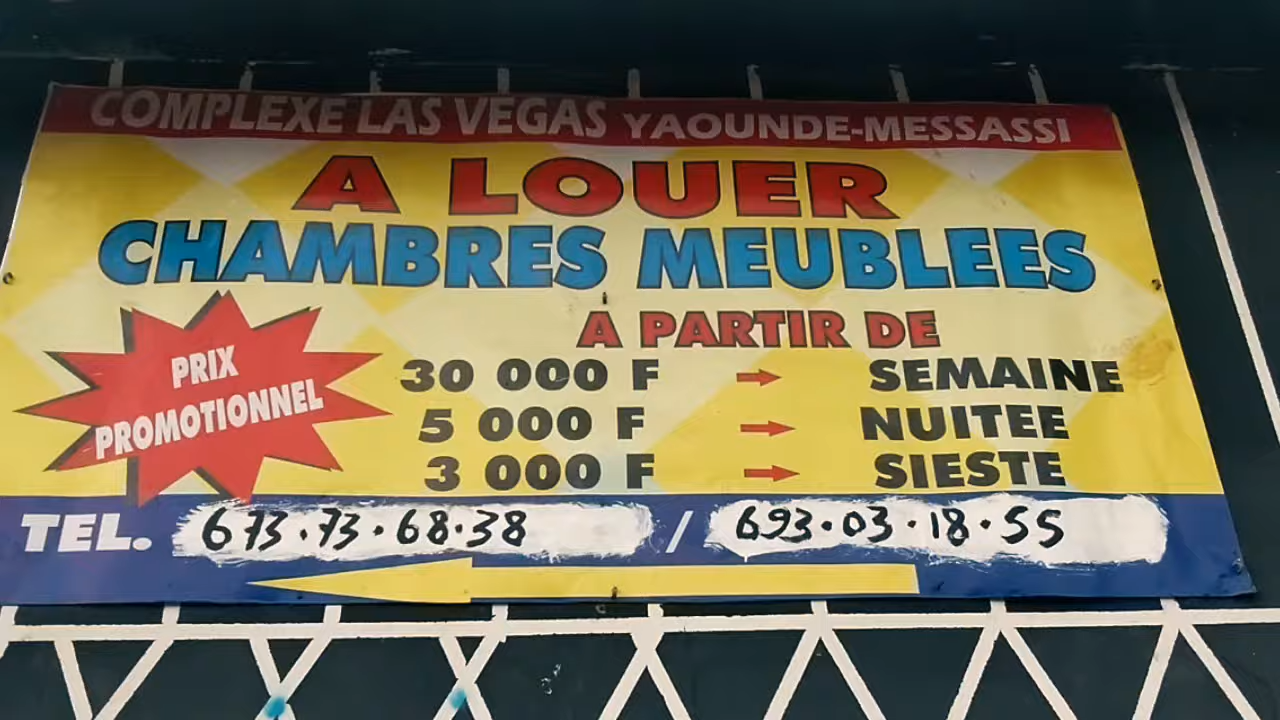 COMPLEXE LAS VEGAS YAOUNDE-MESSASSI
A LOUER
CHAMBRES MEUBLEES
A PARTIR DE
PRIX
PROMOTIONNEL
30 000 F → SEMAINE
5 000 F → NUITEE
3 000 F → SIESTE
TEL. 673.73.68.38 / 693.03.18.55